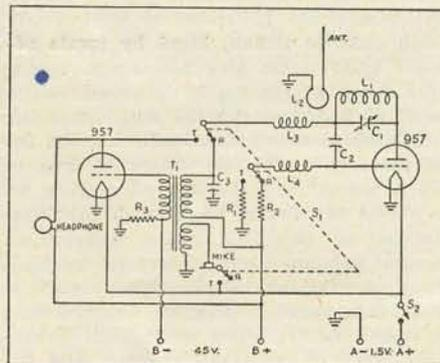 ANT.
L1
L2
957
T
R
L3
C1
957
T1
C3
C2
T
R
L4
R3
R1
R2
S1
HEADPHONE
MIKE
R
T
S2
B- 45V. B+ A- 1.5V. A+